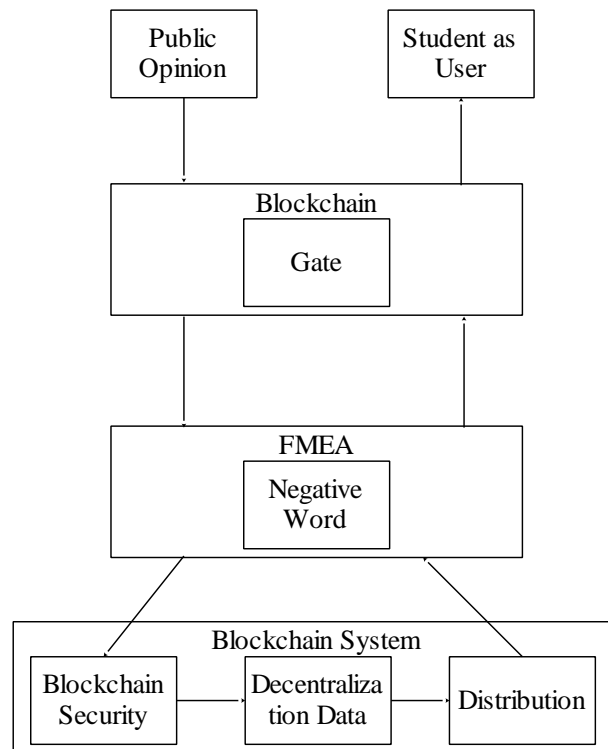 Public
Opinion
Student as
User
Blockchain
Gate
FMEA
Negative
Word
Blockchain System
Blockchain
Security
Decentraliza
tion Data
Distribution